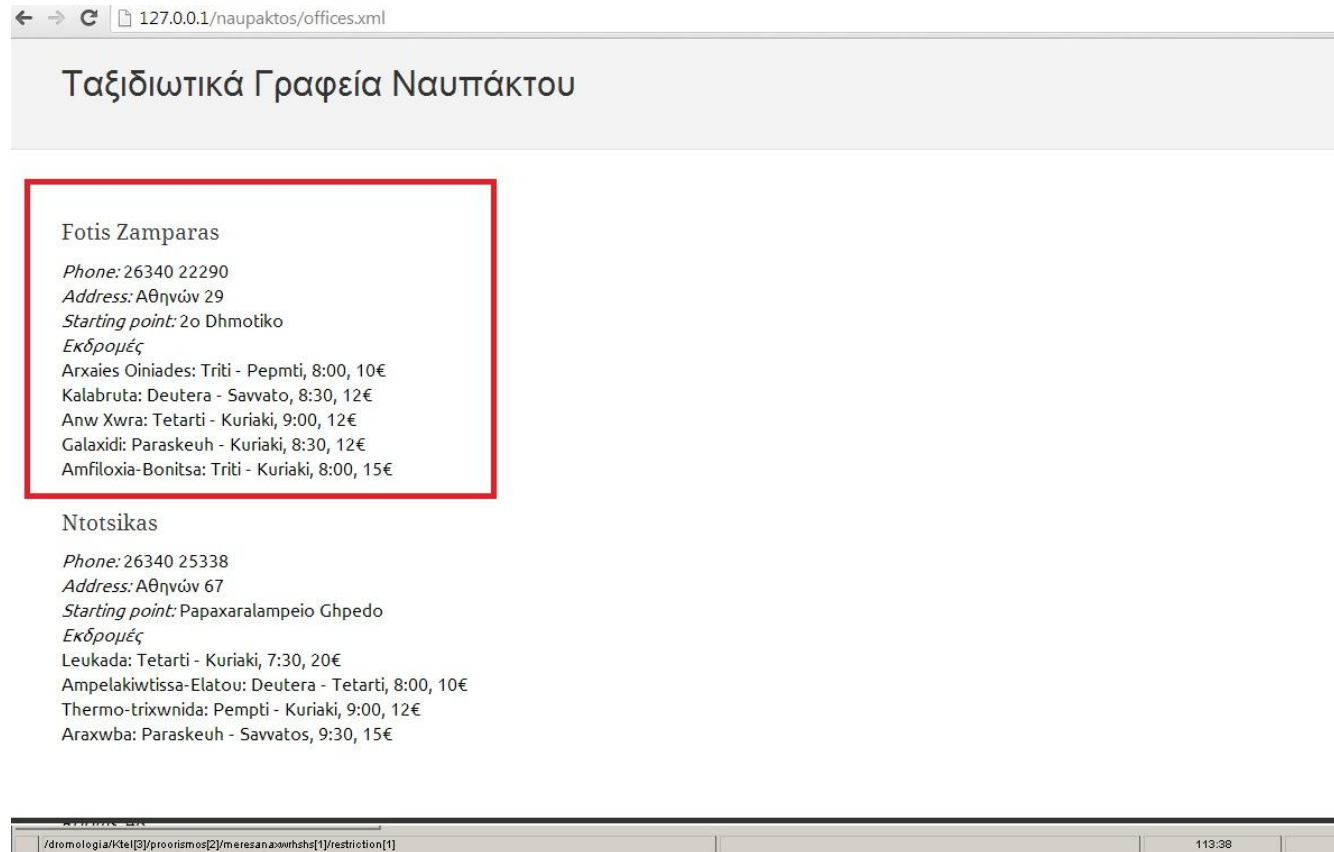 127.0.0.1/naupaktos/offices.xml
Ταξιδιωτικά Γραφεία Ναυπάκτου
Fotis Zamparas
Phone: 26340 22290
Address: Αθηνών 29
Starting point: 2o Dhmotiko
Εκδρομές
Arxaies Oiniades: Triti - Pepmti, 8:00, 10€
Kalabruta: Deutera - Savvato, 8:30, 12€
Anw Xwra: Tetarti - Kuriaki, 9:00, 12€
Galaxidi: Paraskeuh - Kuriaki, 8:30, 12€
Amfiloxia-Bonitsa: Triti - Kuriaki, 8:00, 15€
Ntotsikas
Phone: 26340 25338
Address: Αθηνών 67
Starting point: Papaxaralampeio Ghpedo
Εκδρομές
Leukada: Tetarti - Kuriaki, 7:30, 20€
Ampelakiwtissa-Elatou: Deutera - Tetarti, 8:00, 10€
Thermo-trixwnida: Pempti - Kuriaki, 9:00, 12€
Araxwba: Paraskeuh - Savvatos, 9:30, 15€
/dromologia/Ktel[3]/proorismos[2]/meresanaxwrhshs[1]/restriction[1]
113:38